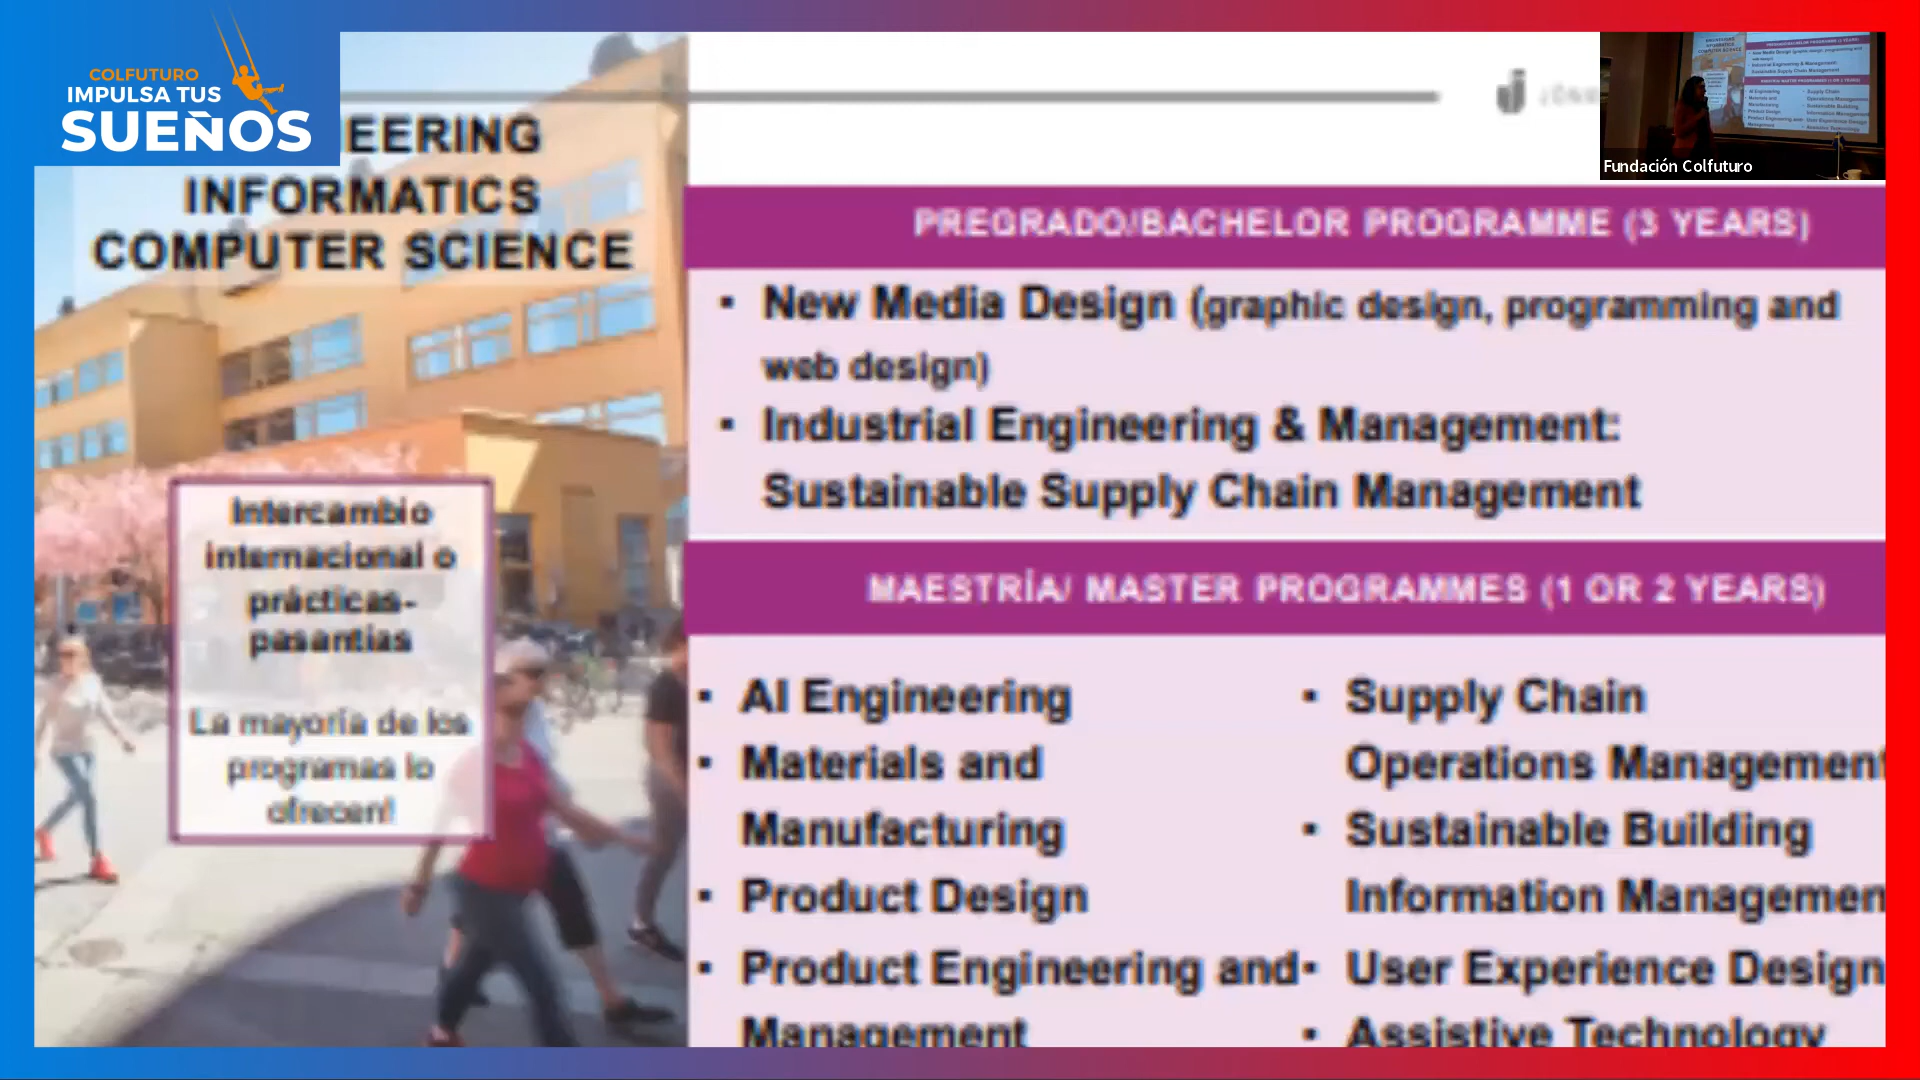 COLFUTURO
IMPULSA TUS
SUEÑOS
EERING
INFORMATICS
COMPUTER SCIENCE
Intercambio
internacional o
prácticas-
pasantías
La mayoría de los
programas lo
ofrecen!
Fundación Colfuturo
PREGRADO/BACHELOR PROGRAMME (3 YEARS)
• New Media Design (graphic design, programming and
web design)
• Industrial Engineering & Management:
Sustainable Supply Chain Management
MAESTRÍA/ MASTER PROGRAMMES (1 OR 2 YEARS)
• AI Engineering
• Materials and
Manufacturing
• Product Design
• Product Engineering and
Management
• Supply Chain
Operations Management
• Sustainable Building
Information Managemen
• User Experience Design
• Assistive Technology